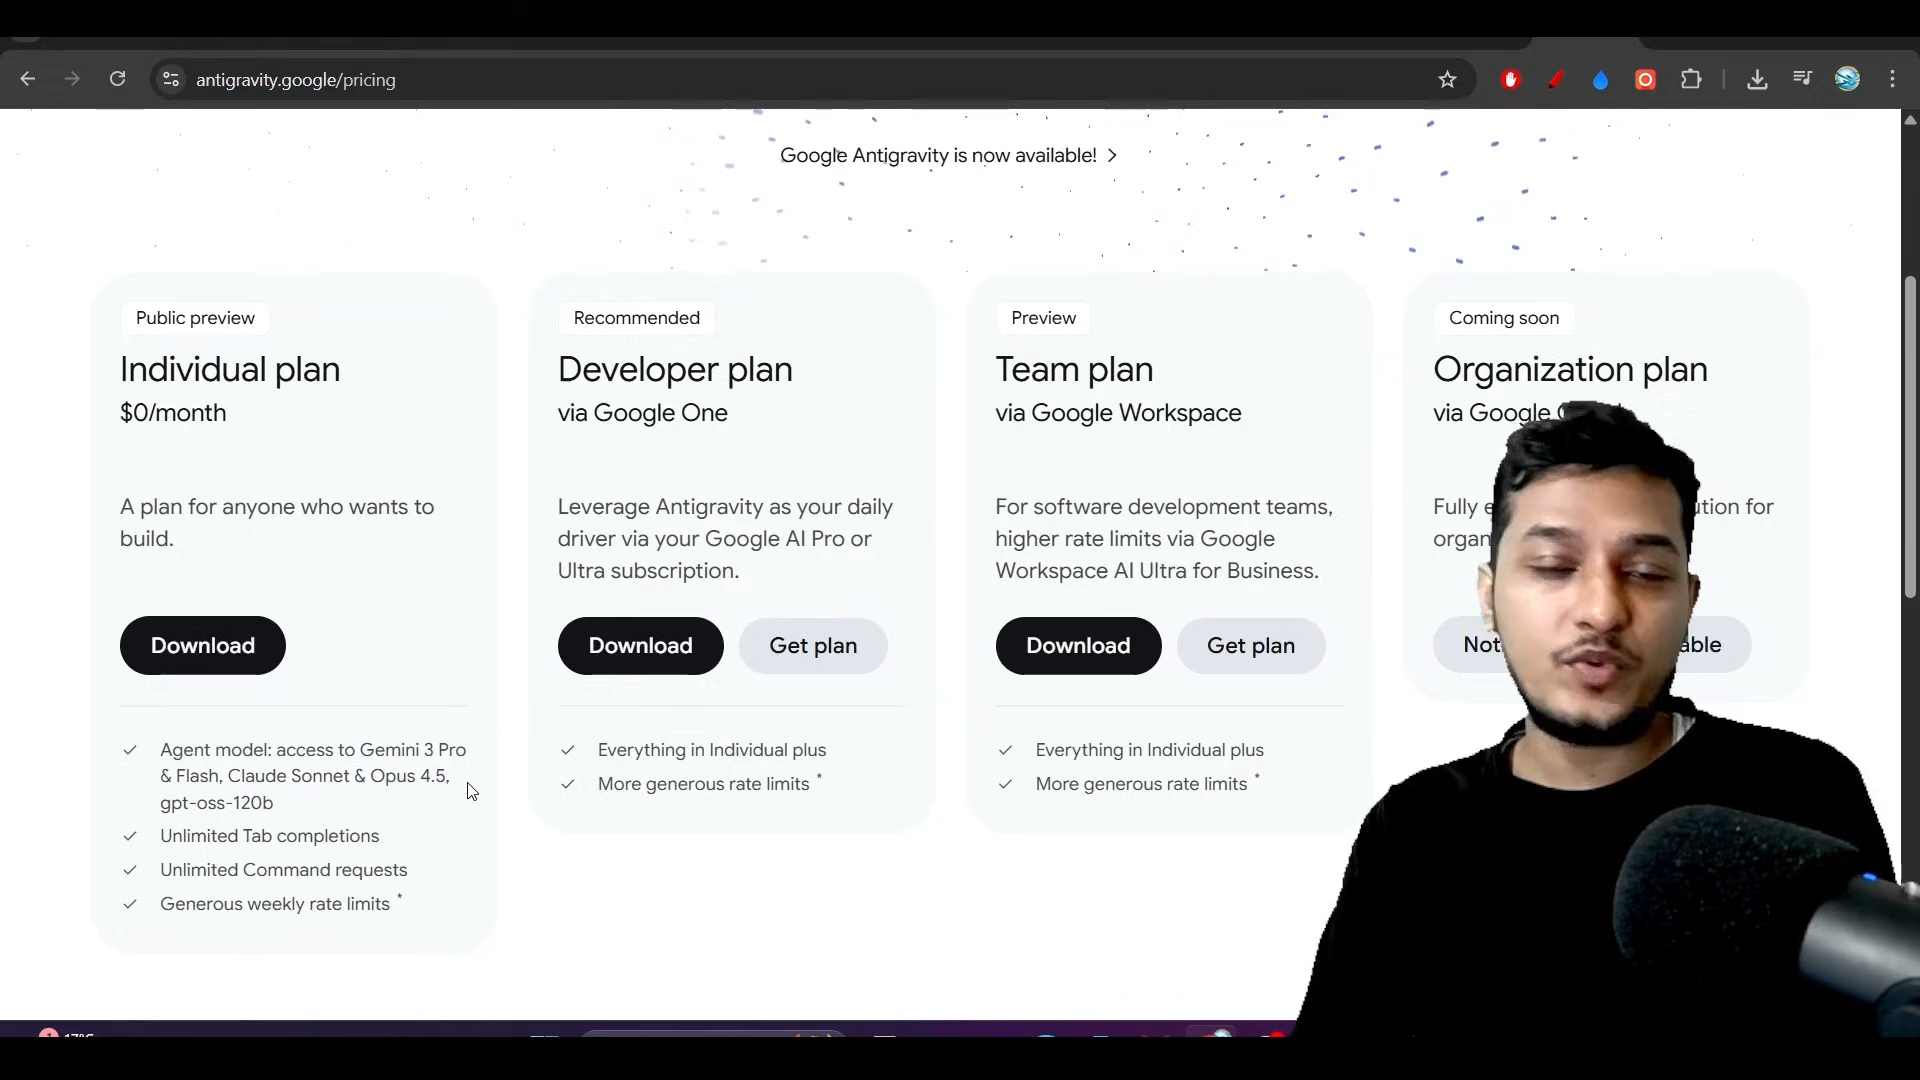 antigravity.google/pricing
Google Antigravity is now available!
Public preview
Individual plan
$0/month
A plan for anyone who wants to
build.
Download
Agent model: access to Gemini 3 Pro
& Flash, Claude Sonnet & Opus 4.5,
gpt-oss-120b
Unlimited Tab completions
Unlimited Command requests
Generous weekly rate limits *
Recommended
Developer plan
via Google One
Leverage Antigravity as your daily
driver via your Google AI Pro or
Ultra subscription.
Download
Get plan
Everything in Individual plus
More generous rate limits *
Preview
Team plan
via Google Workspace
For software development teams,
higher rate limits via Google
Workspace AI Ultra for Business.
Download
Get plan
Everything in Individual plus
More generous rate limits *
Coming soon
Organization plan
via Google
Fully for